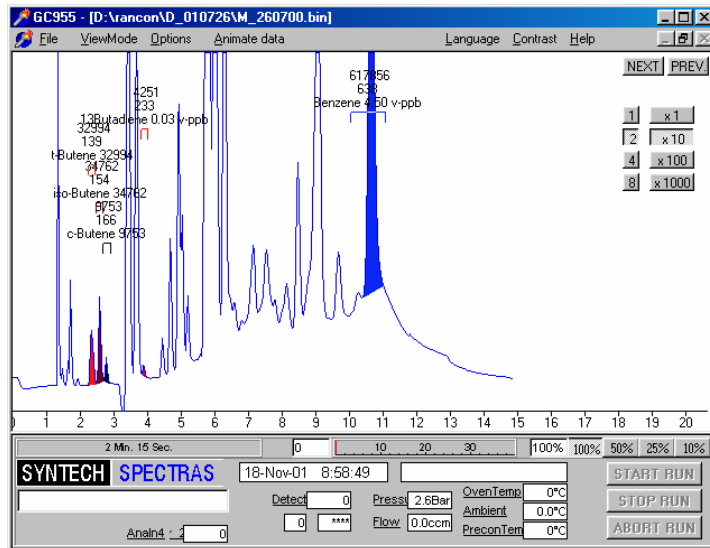 GC955 - [D:\rancon\D_010726\M_260700.bin]
File ViewMode Options Animate data Language Contrast Help
NEXT PREV.
617856
638
Benzene 4.50 v-ppb
4251
233
13Butadiene 0.03 v-ppb
32994
139
t-Butene 32994
34762
154
iso-Butene 34762
9753
166
c-Butene 9753
1 x 1
2 x 10
4 x 100
8 x 1000
0 1 2 3 4 5 6 7 8 9 10 11 12 13 14 15 16 17 18 19 20
2 Min. 15 Sec. 0 10 20 30 100% 100% 50% 25% 10%
SYNTECH SPECTRAS 18-Nov-01 8:58:49 START RUN
Detect 0 Pressu 2.6Bar OvenTemp 0°C STOP RUN
0 **** Flow 0.0ccm Ambient 0.0°C
Analn4 : 2 0 PreconTem 0°C ABORT RUN